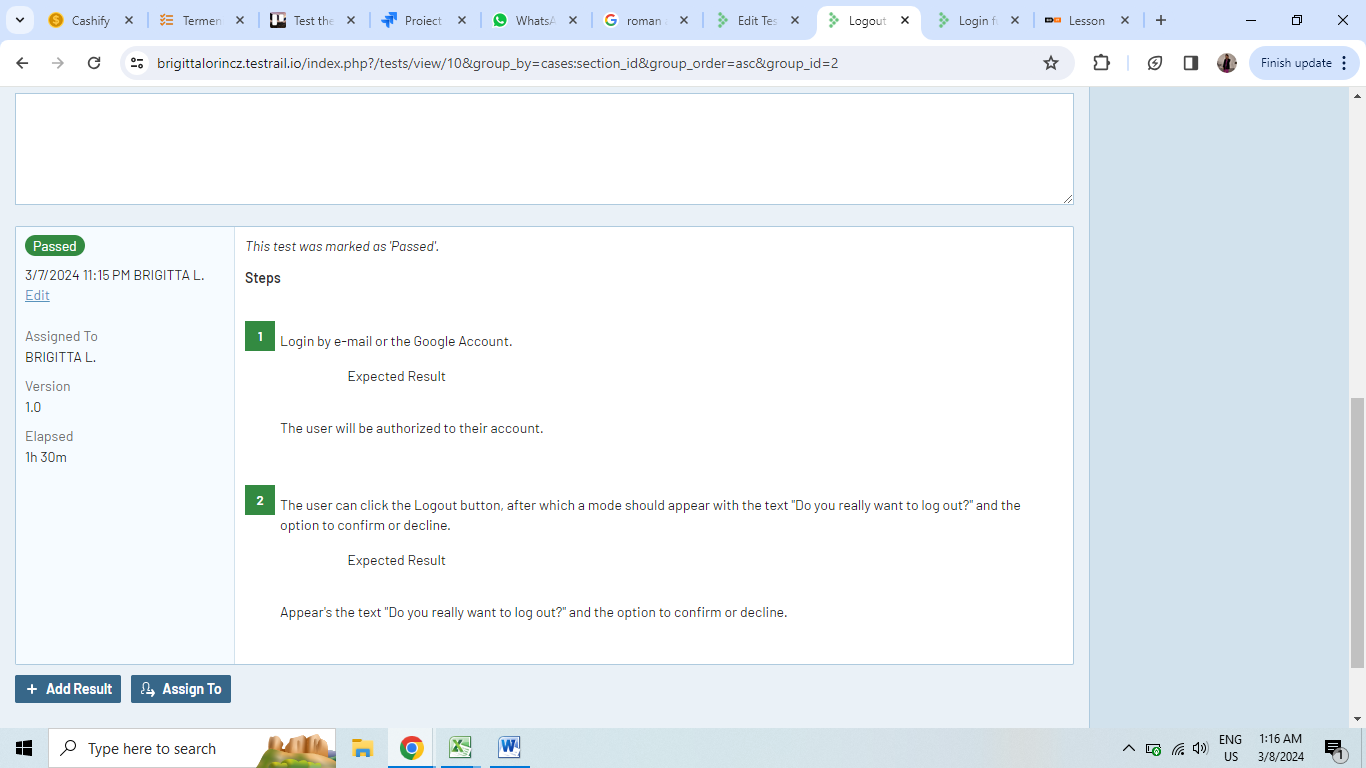 Cashify
Termen
Test the
Project
WhatsA
roman
Edit Tes
Logout
Login f
Lesson
brigittalorincz.testrail.io/index.php?/tests/view/10&group_by=cases:section_id&group_order=asc&group_id=2
Finish update
Passed
3/7/2024 11:15 PM BRIGITTA L.
Edit
Assigned To
BRIGITTA L.
Version
1.0
Elapsed
1h 30m
This test was marked as 'Passed'.
Steps
1
Login by e-mail or the Google Account.
Expected Result
The user will be authorized to their account.
2
The user can click the Logout button, after which a mode should appear with the text "Do you really want to log out?" and the
option to confirm or decline.
Expected Result
Appear's the text "Do you really want to log out?" and the option to confirm or decline.
+ Add Result
Assign To
Type here to search
ENG
US
1:16 AM
3/8/2024
1